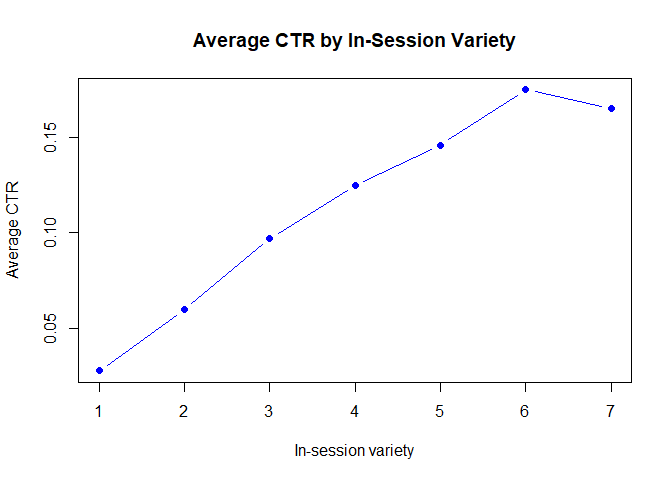 Average CTR by In-Session Variety
Average CTR
0.15
0.10
0.05
1 2 3 4 5 6 7
In-session variety